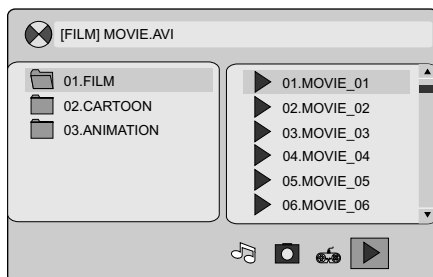 [FILM] MOVIE.AVI
01.FILM
02.CARTOON
03.ANIMATION
01.MOVIE_01
02.MOVIE_02
03.MOVIE_03
04.MOVIE_04
05.MOVIE_05
06.MOVIE_06